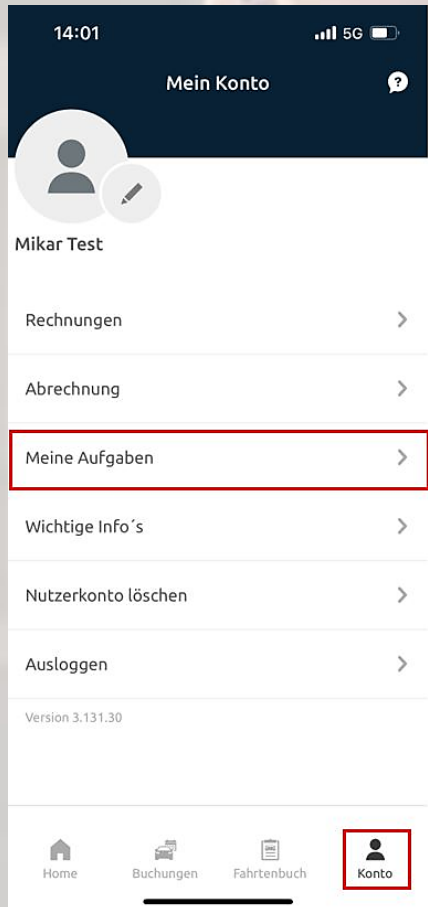 14:01 5G
Mein Konto ?
Mikar Test
Rechnungen
Abrechnung
Meine Aufgaben
Wichtige Info´s
Nutzerkonto löschen
Ausloggen
Version 3.131.30
Home Buchungen Fahrtenbuch Konto